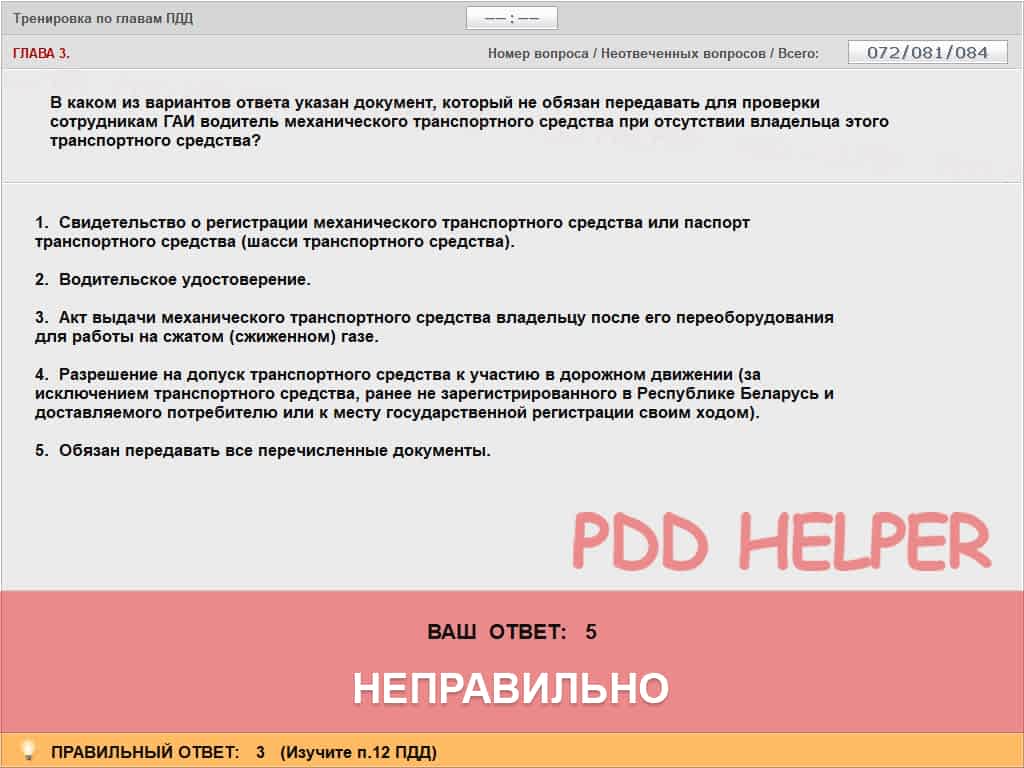 Тренировка по главам ПДД
—— : ——
ГЛАВА 3.
Номер вопроса / Неотвеченных вопросов / Всего:
072/081/084
В каком из вариантов ответа указан документ, который не обязан передавать для проверки
сотрудникам ГАИ водитель механического транспортного средства при отсутствии владельца этого
транспортного средства?
1. Свидетельство о регистрации механического транспортного средства или паспорт
транспортного средства (шасси транспортного средства).
2. Водительское удостоверение.
3. Акт выдачи механического транспортного средства владельцу после его переоборудования
для работы на сжатом (сжиженном) газе.
4. Разрешение на допуск транспортного средства к участию в дорожном движении (за
исключением транспортного средства, ранее не зарегистрированного в Республике Беларусь и
доставляемого потребителю или к месту государственной регистрации своим ходом).
5. Обязан передавать все перечисленные документы.
PDD HELPER
ВАШ ОТВЕТ: 5
НЕПРАВИЛЬНО
ПРАВИЛЬНЫЙ ОТВЕТ: 3 (Изучите п.12 ПДД)